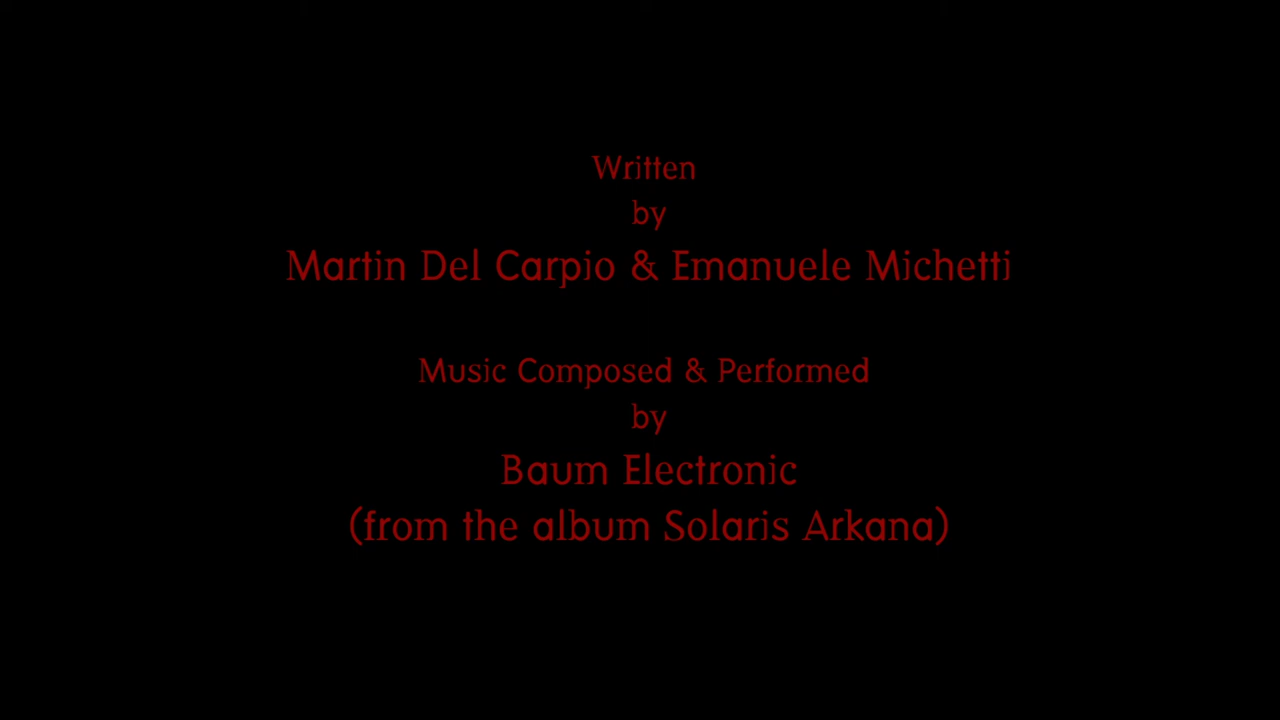 Written
by
Martin Del Carpio & Emanuele Michetti
Music Composed & Performed
by
Baum Electronic
(from the album Solaris Arkana)